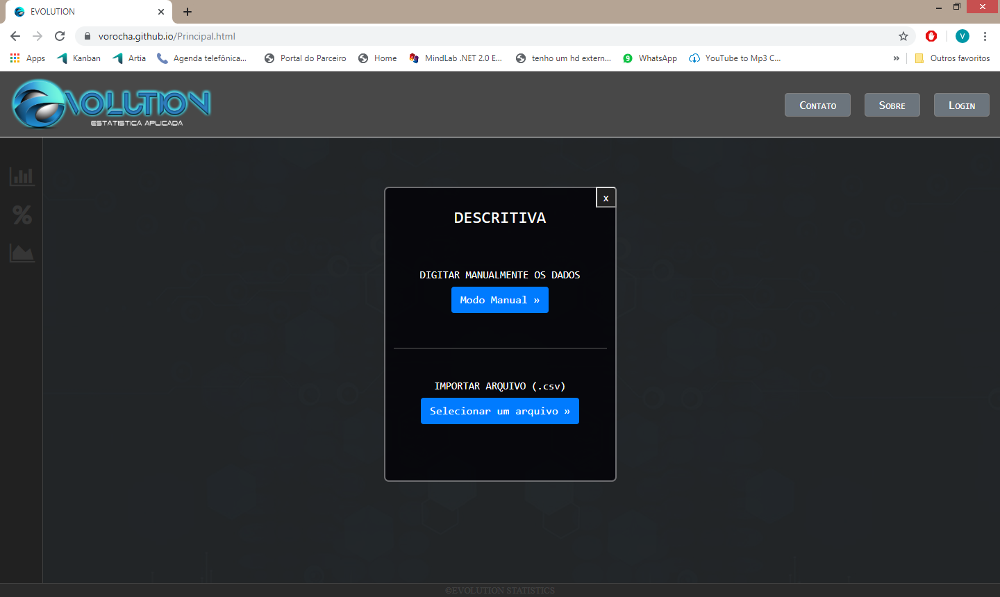 EVOLUTION
vorocha.github.io/Principal.html
V
Apps Kanban Artia Agenda telefônica... Portal do Parceiro Home MindLab .NET 2.0 E... tenho um hd extern... 9 WhatsApp YouTube to Mp3 C... » Outros favoritos
EVOLUTION
ESTATISTICA APLICADA
Contato Sobre Login
x
DESCRITIVA
DIGITAR MANUALMENTE OS DADOS
Modo Manual »
IMPORTAR ARQUIVO (.csv)
Selecionar um arquivo »
©EVOLUTION STATISTICS